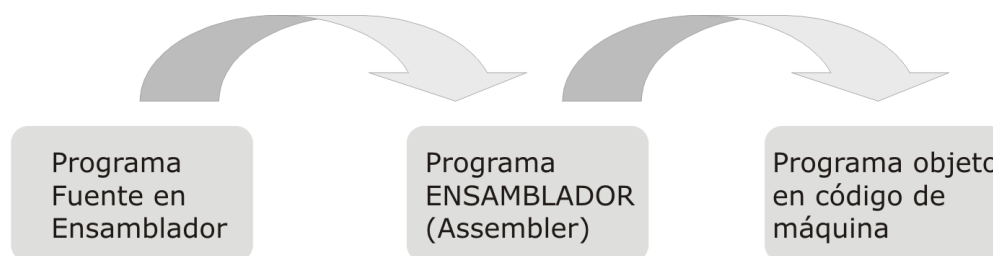 Programa
Fuente en
Ensamblador
Programa
ENSAMBLADOR
(Assembler)
Programa objeto
en código de
máquina